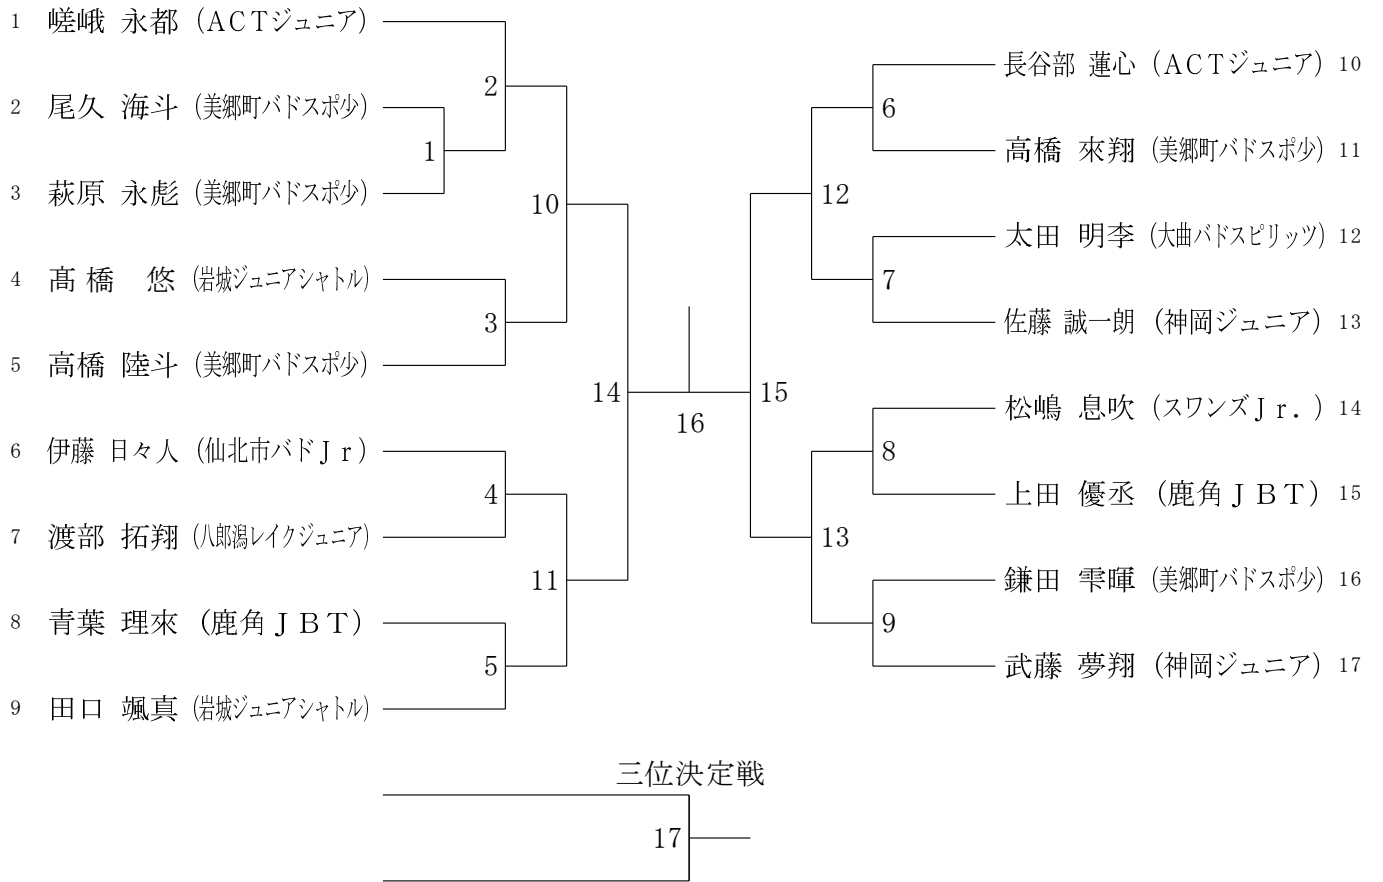 1 嵯峨 永都 (ACTジュニア)
2 尾久 海斗 (美郷町バドスポ少)
3 萩原 永彪 (美郷町バドスポ少)
4 髙橋 悠 (岩城ジュニアシャトル)
5 高橋 陸斗 (美郷町バドスポ少)
6 伊藤 日々人 (仙北市バドＪｒ)
7 渡部 拓翔 (八郎潟レイクジュニア)
8 青葉 理來 (鹿角ＪＢＴ)
9 田口 颯真 (岩城ジュニアシャトル)
2
1
10
3
14
4
11
5
16
15
12
6
7
13
8
9
長谷部 蓮心 (ACTジュニア) 10
高橋 來翔 (美郷町バドスポ少) 11
太田 明李 (大曲バドスピリッツ) 12
佐藤 誠一朗 (神岡ジュニア) 13
松嶋 息吹 (スワンズＪｒ．) 14
上田 優丞 (鹿角ＪＢＴ) 15
鎌田 雫暉 (美郷町バドスポ少) 16
武藤 夢翔 (神岡ジュニア) 17
三位決定戦
17